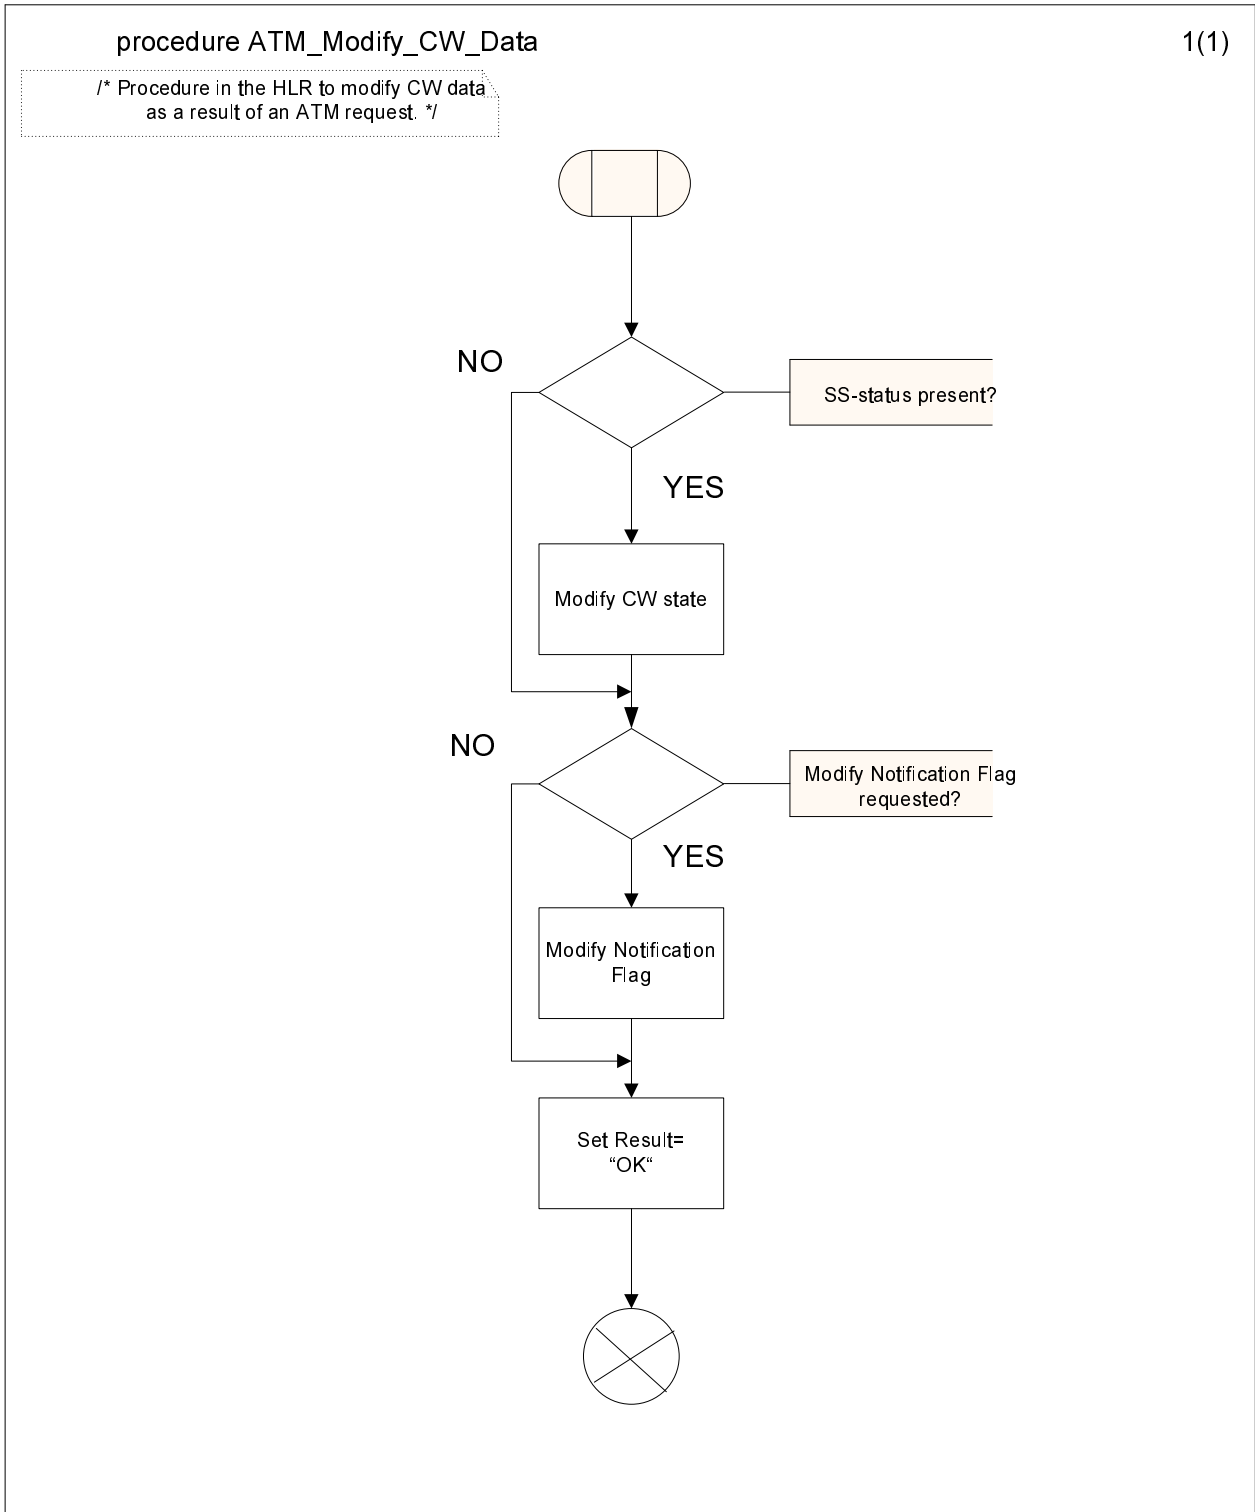 procedure ATM_Modify_CW_Data
1(1)
/* Procedure in the HLR to modify CW data
as a result of an ATM request. */
NO
SS-status present?
YES
Modify CW state
NO
Modify Notification Flag
requested?
YES
Modify Notification
Flag
Set Result=
“OK“